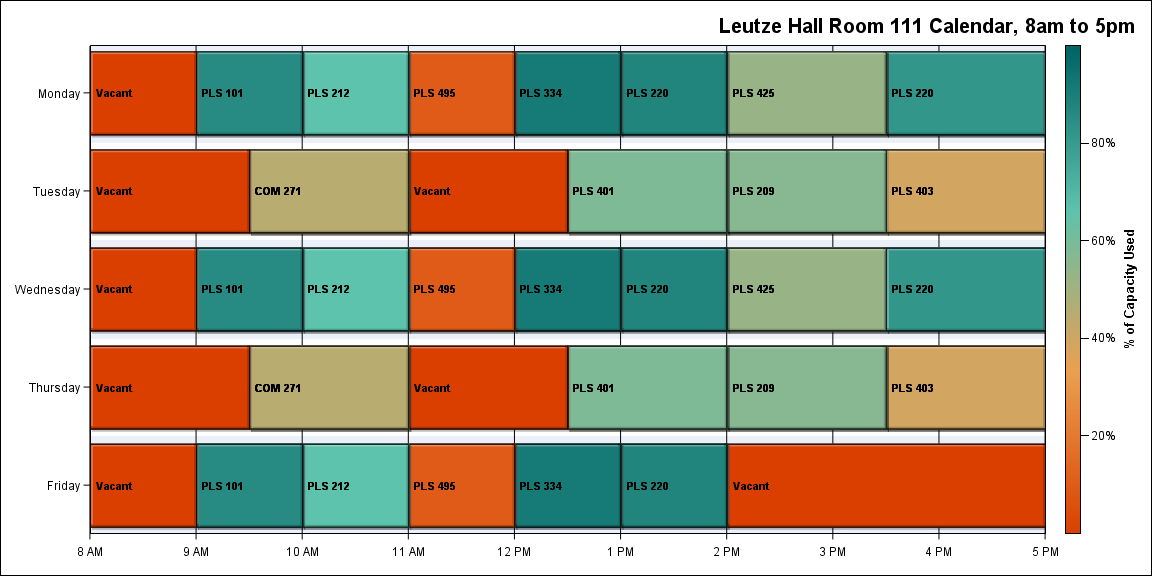 Leutze Hall Room 111 Calendar, 8am to 5pm
Monday
Vacant
PLS 101
PLS 212
PLS 495
PLS 334
PLS 220
PLS 425
PLS 220
Tuesday
Vacant
COM 271
Vacant
PLS 401
PLS 209
PLS 403
Wednesday
Vacant
PLS 101
PLS 212
PLS 495
PLS 334
PLS 220
PLS 425
PLS 220
Thursday
Vacant
COM 271
Vacant
PLS 401
PLS 209
PLS 403
Friday
Vacant
PLS 101
PLS 212
PLS 495
PLS 334
PLS 220
Vacant
8 AM
9 AM
10 AM
11 AM
12 PM
1 PM
2 PM
3 PM
4 PM
5 PM
80%
60%
40%
20%
% of Capacity Used